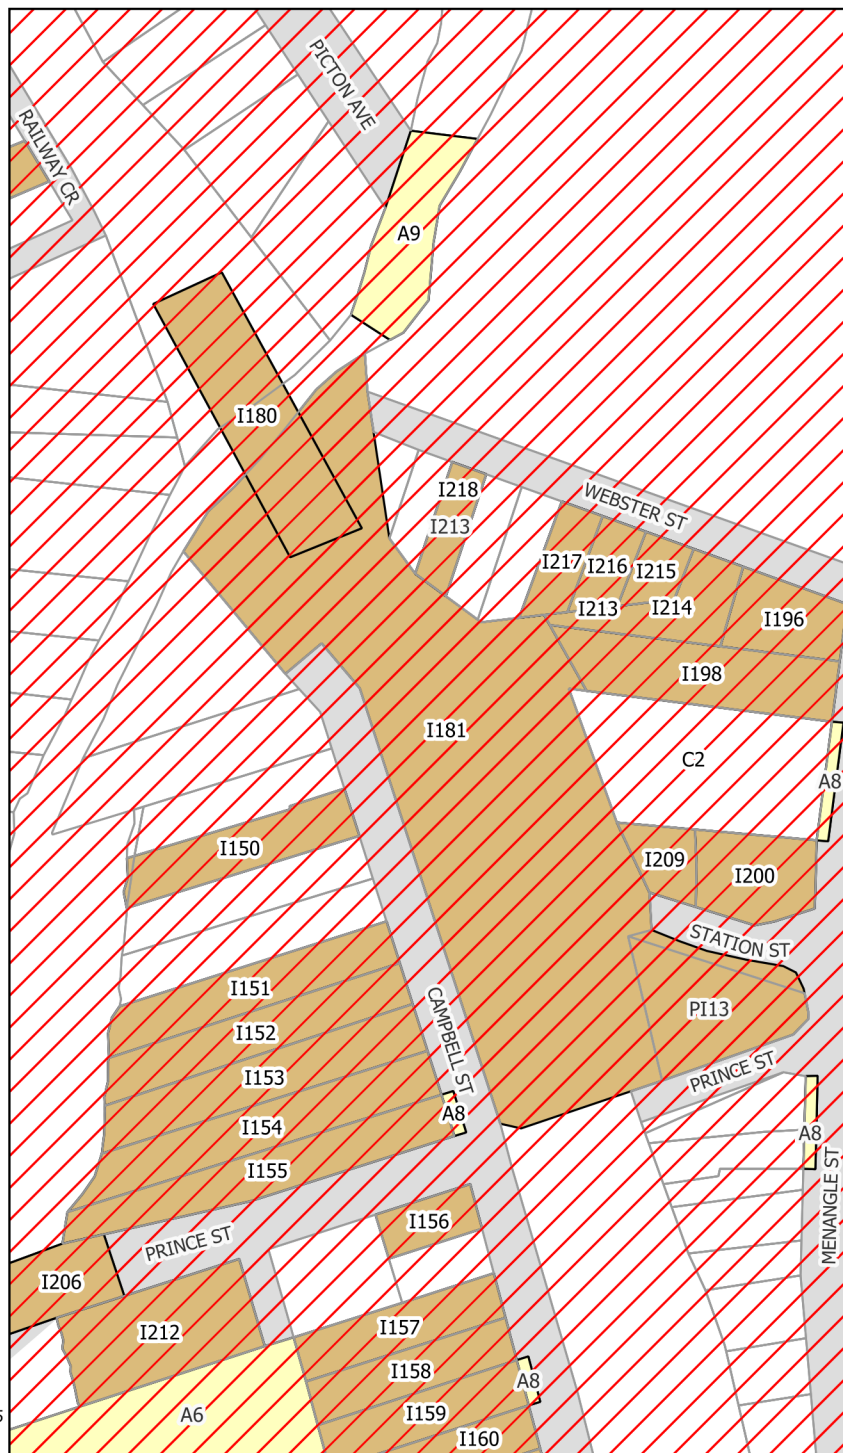 PICTON AVE
RAILWAY CR
A9
I180
I218
WEBSTER ST
I213
I217
I216
I215
I213
I214
I196
I198
I181
C2
A8
I150
I209
I200
STATION ST
I151
CAMPBELL ST
PI13
I152
I153
PRINCE ST
A8
I154
A8
I155
MENANGLE ST
I156
PRINCE ST
I206
I157
I212
I158
A8
A6
I159
I160